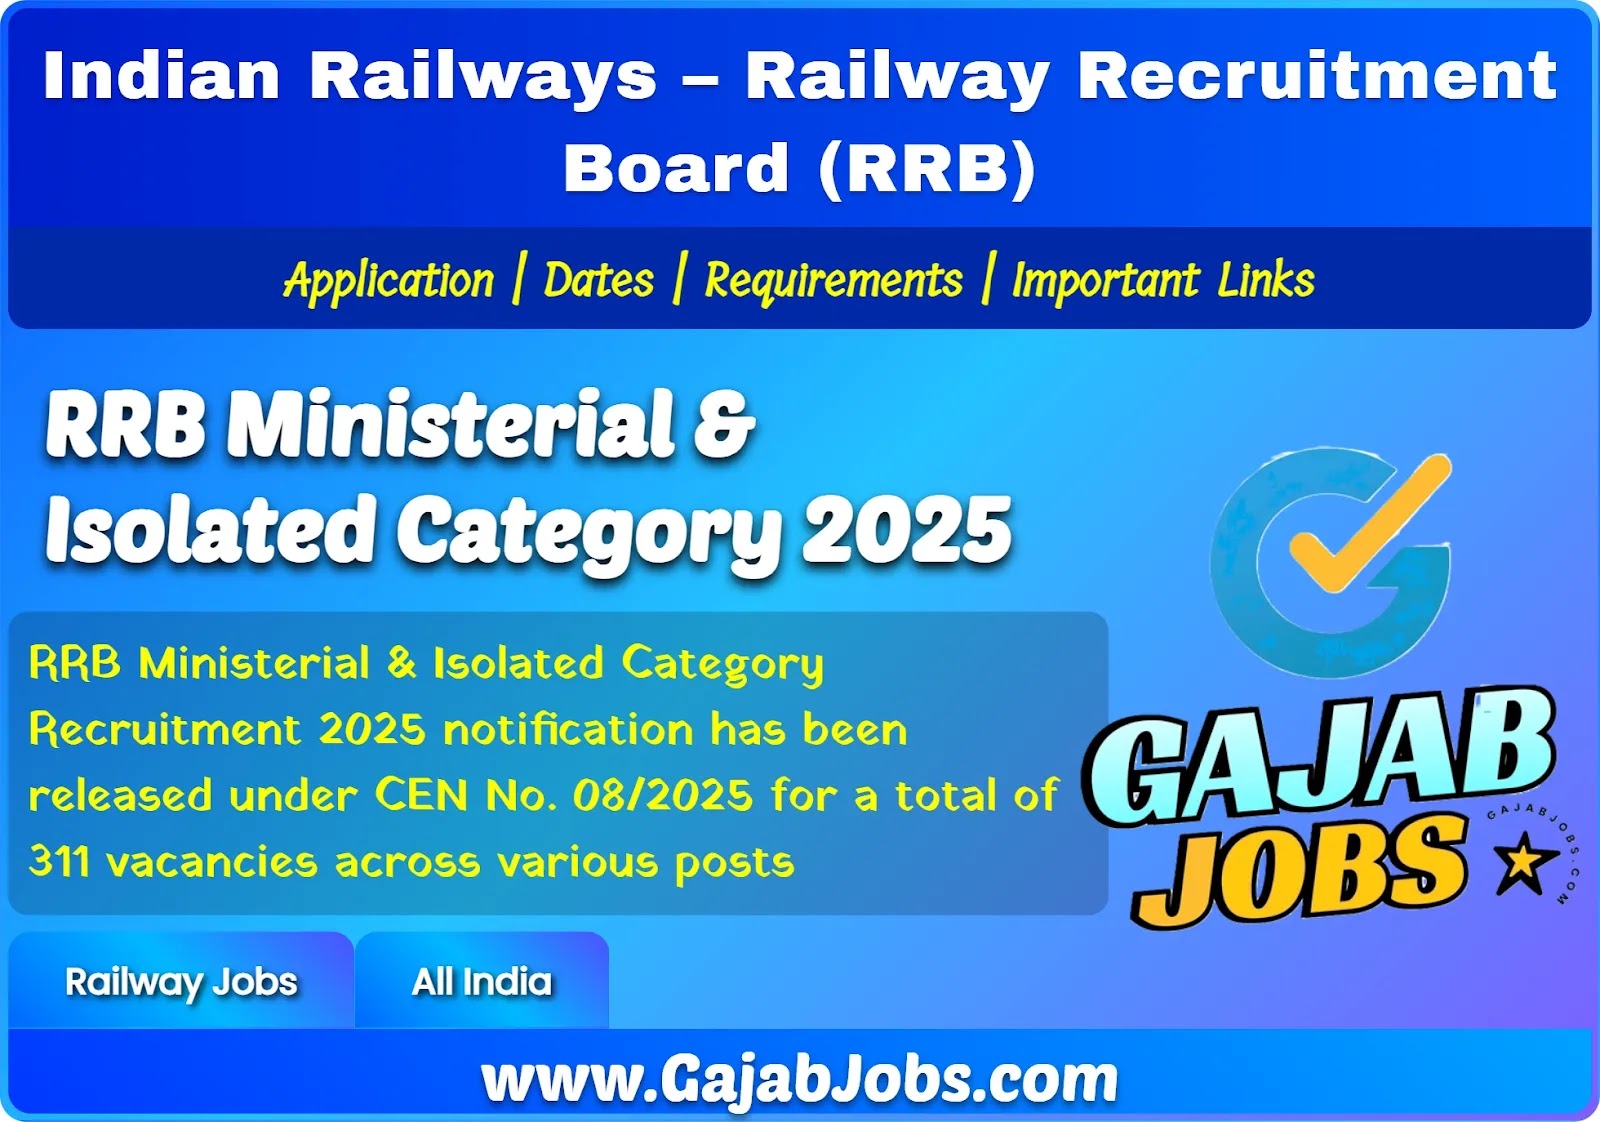 Indian Railways – Railway Recruitment
Board (RRB)
Application | Dates | Requirements | Important Links
RRB Ministerial &
Isolated Category 2025
RRB Ministerial & Isolated Category
Recruitment 2025 notification has been
released under CEN No. 08/2025 for a total of
311 vacancies across various posts
GAJAB
JOBS
GAJABJOBS.COM
Railway Jobs
All India
www.GajabJobs.com